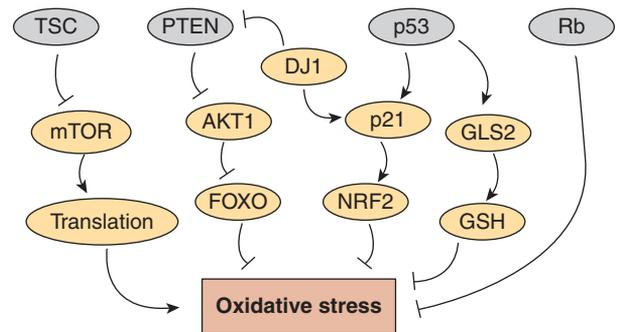 TSC
PTEN
p53
Rb
DJ1
mTOR
AKT1
p21
GLS2
Translation
FOXO
NRF2
GSH
Oxidative stress